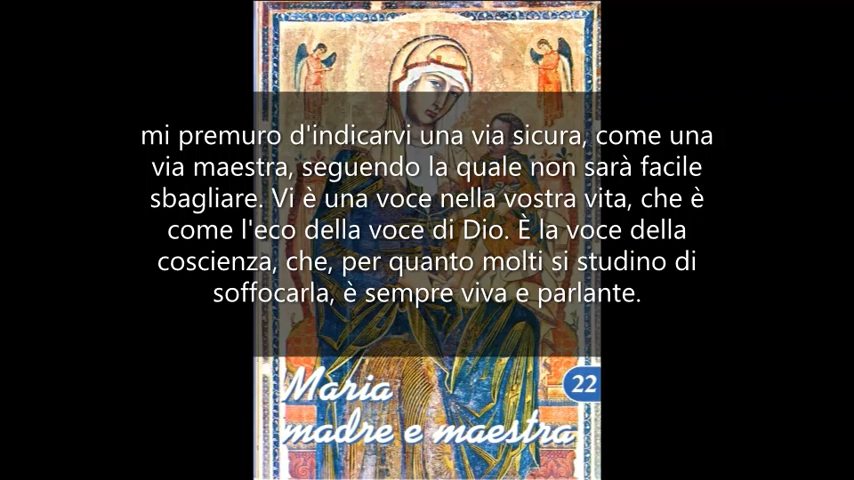 mi premuro d'indicarvi una via sicura, come una
via maestra, seguendo la quale non sarà facile
sbagliare. Vi è una voce nella vostra vita, che è
come l'eco della voce di Dio. È la voce della
coscienza, che, per quanto molti si studino di
soffocarla, è sempre viva e parlante.
22
Maria
madre e maestra